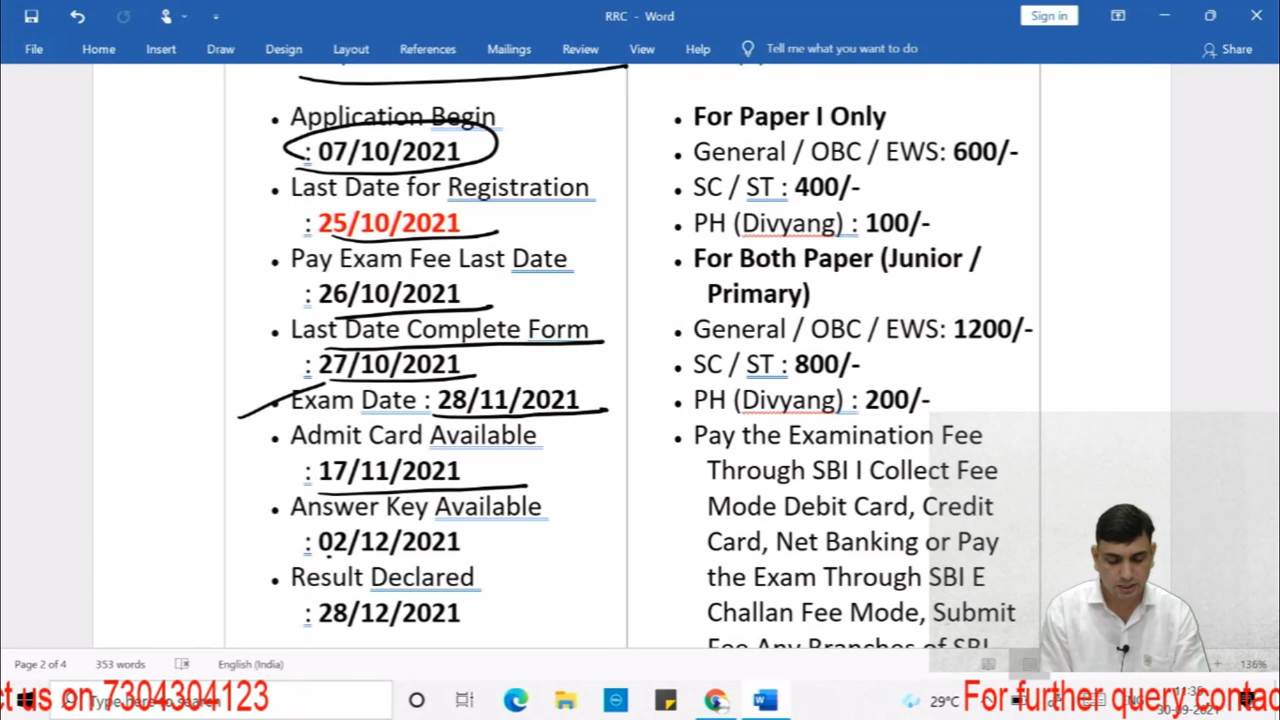 RRC - Word
Sign in
File Home Insert Draw Design Layout References Mailings Review View Help Tell me what you want to do Share
• Application Begin
: 07/10/2021
• Last Date for Registration
: 25/10/2021
• Pay Exam Fee Last Date
: 26/10/2021
• Last Date Complete Form
: 27/10/2021
• Exam Date : 28/11/2021
• Admit Card Available
: 17/11/2021
• Answer Key Available
: 02/12/2021
• Result Declared
: 28/12/2021
• For Paper I Only
• General / OBC / EWS: 600/-
• SC / ST : 400/-
• PH (Divyang) : 100/-
• For Both Paper (Junior /
Primary)
• General / OBC / EWS: 1200/-
• SC / ST : 800/-
• PH (Divyang) : 200/-
• Pay the Examination Fee
Through SBI I Collect Fee
Mode Debit Card, Credit
Card, Net Banking or Pay
the Exam Through SBI E
Challan Fee Mode, Submit
Fee Any Branches of SBI
Page 2 of 4 353 words English (India) 136%
ct us on 7304304123
29°C
For further query contac